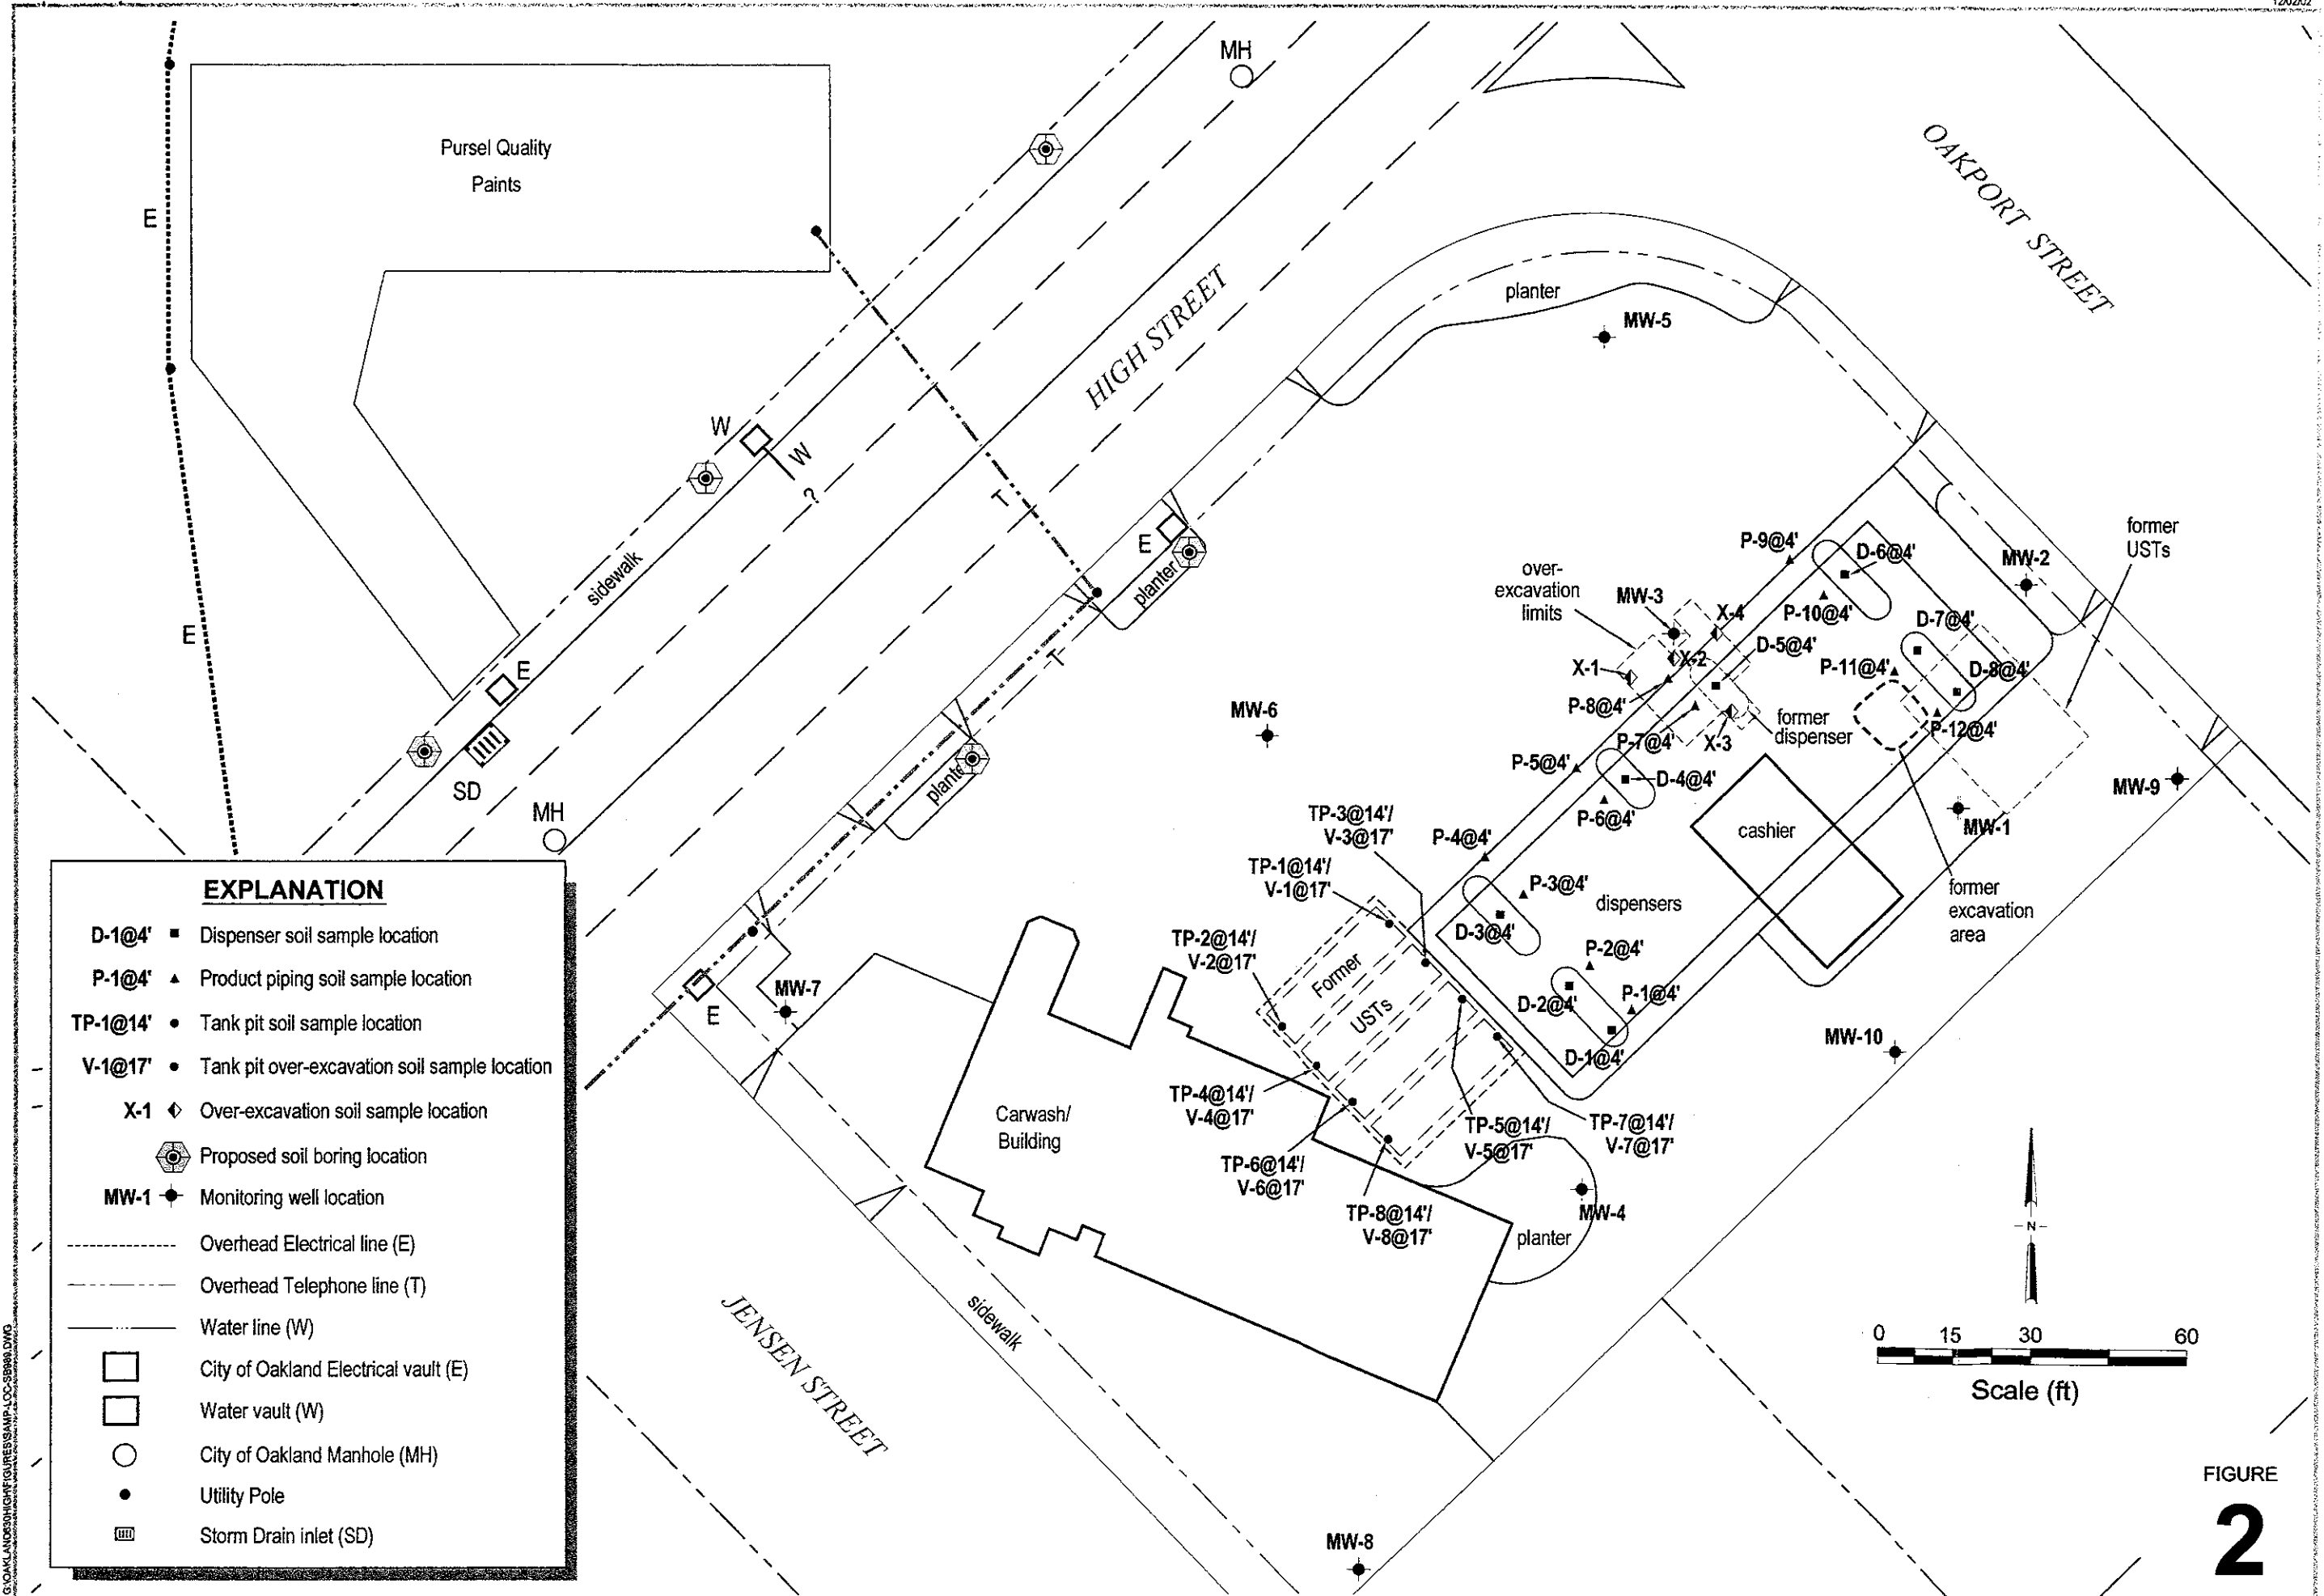 12/02/02
MH
Pursel Quality
Paints
OAKPORT STREET
E
HIGH STREET
planter
MW-5
W
W
?
T
E
planter
sidewalk
E
E
T
SD
MH
planter
former
USTs
P-9@4'
D-6@4'
MW-2
over-
excavation
limits
MW-3
X-4
P-10@4'
D-7@4'
D-5@4'
X-2
X-1
P-11@4'
D-8@4'
P-8@4'
MW-6
former
dispenser
P-7@4'
X-3
P-12@4'
P-5@4'
D-4@4'
MW-9
P-6@4'
cashier
MW-1
TP-3@14'/
V-3@17'
P-4@4'
TP-1@14'/
V-1@17'
P-3@4'
dispensers
former
excavation
area
D-3@4'
TP-2@14'/
V-2@17'
P-2@4'
Former
USTs
MW-7
E
D-2@4'
P-1@4'
MW-10
D-1@4'
TP-4@14'/
V-4@17'
Carwash/
Building
TP-5@14'/
V-5@17'
TP-7@14'/
V-7@17'
TP-6@14'/
V-6@17'
TP-8@14'/
V-8@17'
MW-4
planter
JENSEN STREET
sidewalk
MW-8
EXPLANATION
D-1@4' Dispenser soil sample location
P-1@4' Product piping soil sample location
TP-1@14' Tank pit soil sample location
V-1@17' Tank pit over-excavation soil sample location
X-1 Over-excavation soil sample location
Proposed soil boring location
MW-1 Monitoring well location
Overhead Electrical line (E)
Overhead Telephone line (T)
Water line (W)
City of Oakland Electrical vault (E)
Water vault (W)
City of Oakland Manhole (MH)
Utility Pole
Storm Drain inlet (SD)
N
0 15 30 60
Scale (ft)
FIGURE
2